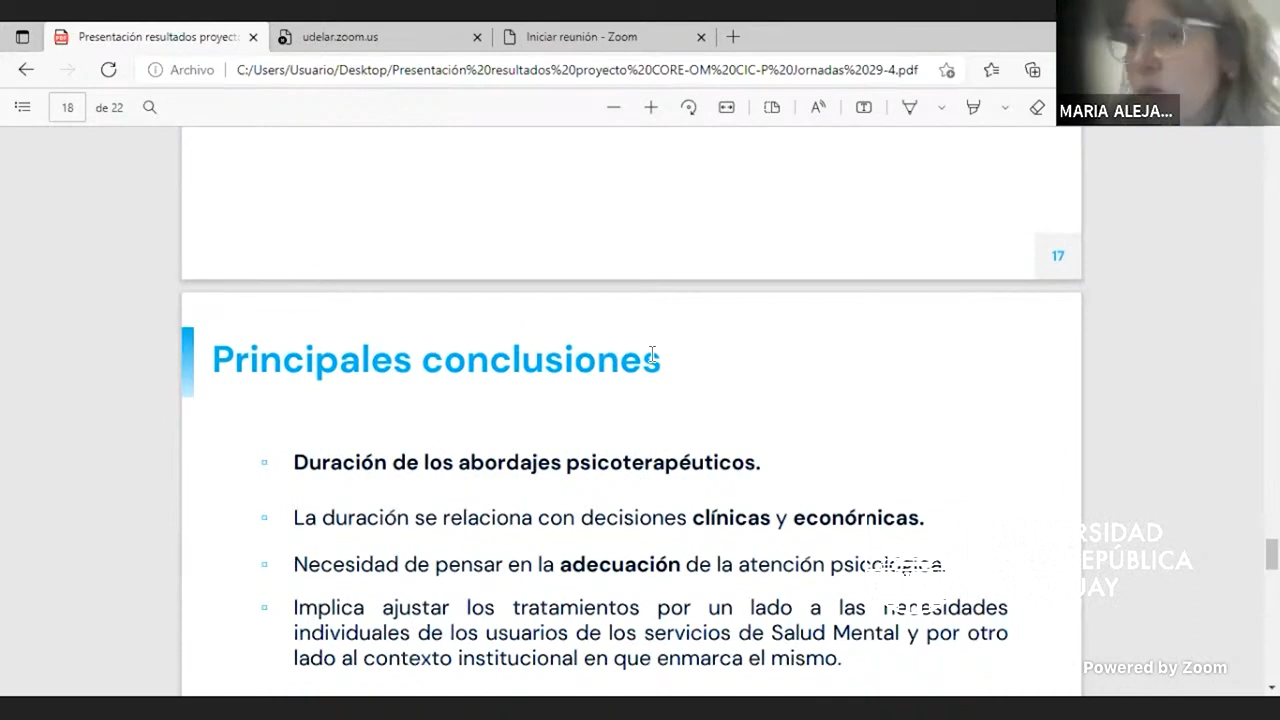 Presentación resultados proyect
udelar.zoom.us
Iniciar reunión - Zoom
Archivo
C:/Users/Usuario/Desktop/Presentación%20resultados%20proyecto%20CORE-OM%20CIC-P%20Jornadas%2029-4.pdf
18 de 22
MARIA ALEJA...
17
Principales conclusiones
Duración de los abordajes psicoterapéuticos.
La duración se relaciona con decisiones clínicas y económicas.
Necesidad de pensar en la adecuación de la atención
Implica ajustar los tratamientos por un lado a las
individuales de los usuarios de los servicios de Salud Mental y por otro
lado al contexto institucional en que enmarca el mismo.
Powered by Zoom